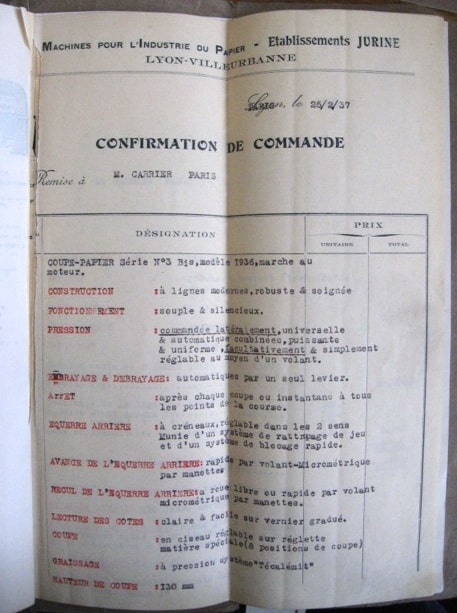 MACHINES POUR L'INDUSTRIE DU PAPIER - Etablissements JURINE
LYON-VILLEURBANNE
PARIS Lyon, le 25/2/37
CONFIRMATION DE COMMANDE
Remise à M. CARRIER PARIS
DÉSIGNATION PRIX
UNITAIRE TOTAL
COUPE-PAPIER Série N°3 Bis, modèle 1936, marche au
moteur.
CONSTRUCTION : à lignes modernes, robuste & soignée
FONCTIONNEMENT : souple & silencieux.
PRESSION : commandée latéralement, universelle
& automatique combinées, puissante
& uniforme, facultativement & simplement
réglable au moyen d'un volant.
EMBRAYAGE & DEBRAYAGE: automatiques par un seul levier.
ARRET : après chaque coupe ou instantané à tous
les points de la course.
EQUERRE ARRIERE : à créneaux, réglable dans les 2 sens
Munie d'un système de rattrapage de jeu
et d'un système de blocage rapide.
AVANCE DE L'EQUERRE ARRIERE: rapide par volant-Micrométrique
par manettes.
RECUL DE L'EQUERRE ARRIERE: à roue libre ou rapide par volant
micrométrique par manettes.
LECTURE DES COTES : claire & facile sur vernier gradué.
COUPE : en ciseau réglable sur réglette
matière spéciale(8 positions de coupe)
GRAISSAGE : à pression système "Técalémit"
HAUTEUR DE COUPE : 130 mm